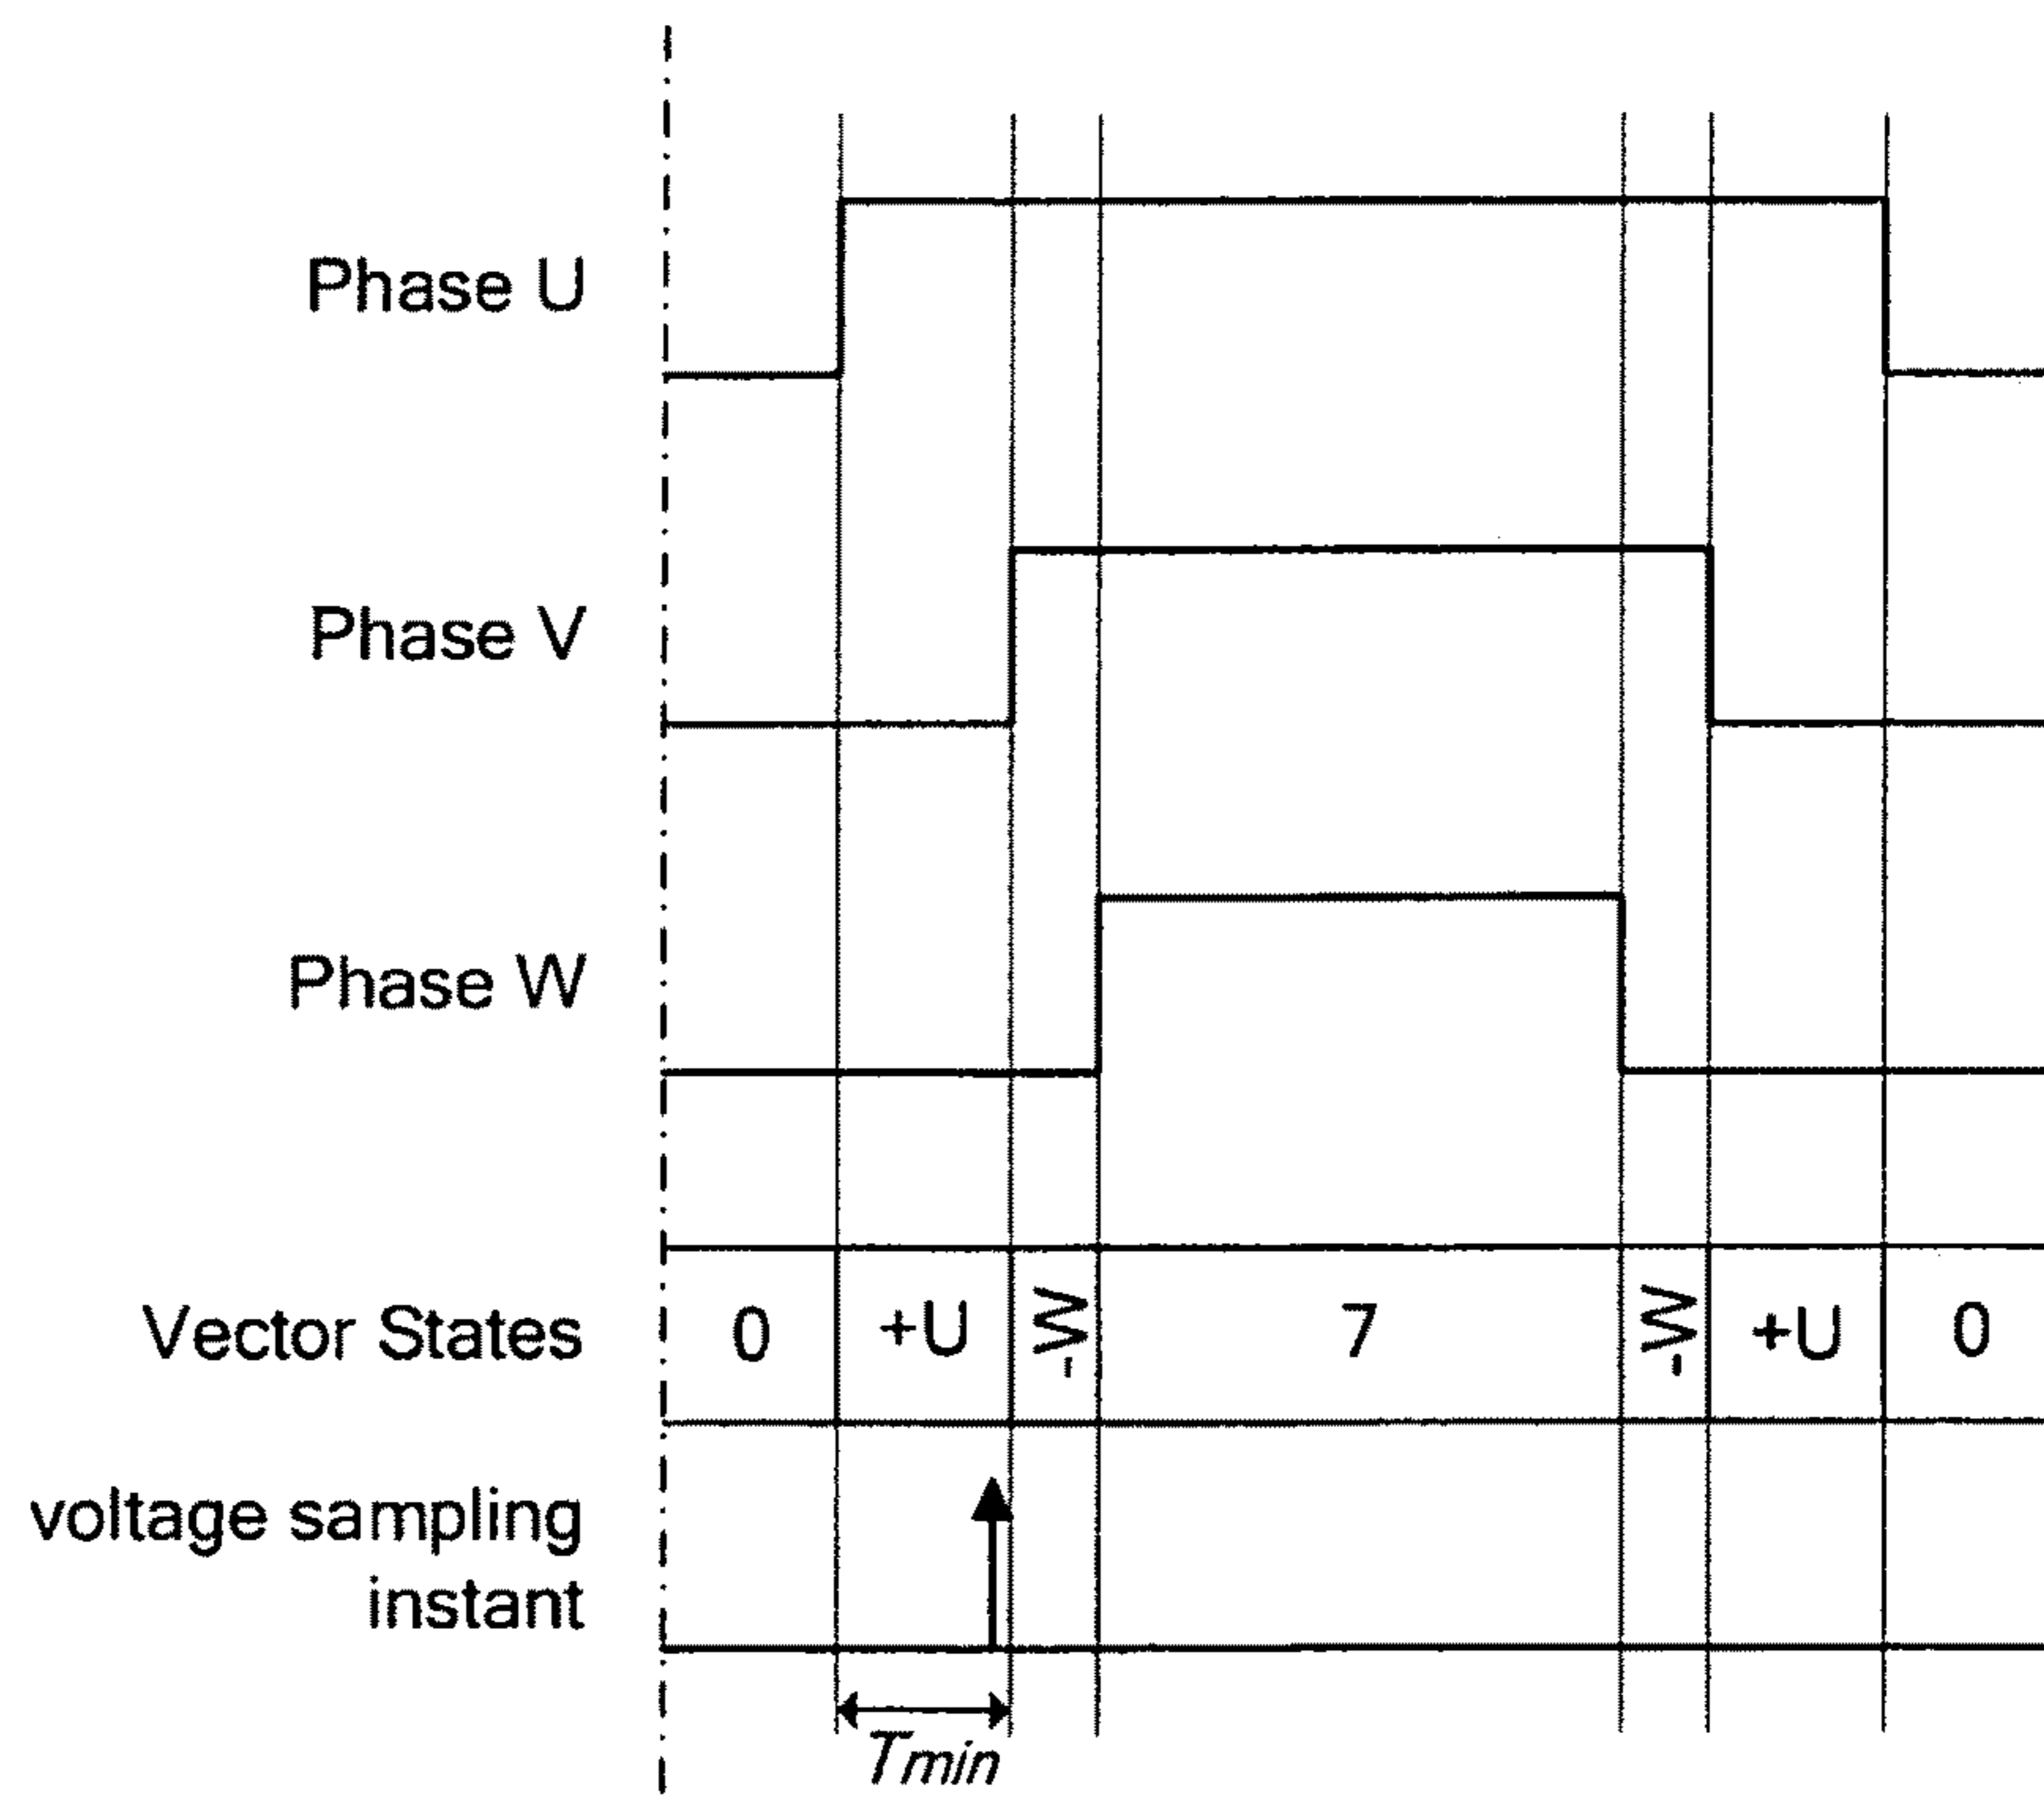 Phase U
Phase V
Phase W
Vector States 0 +U -W 7 -W +U 0
voltage sampling
instant
Tmin